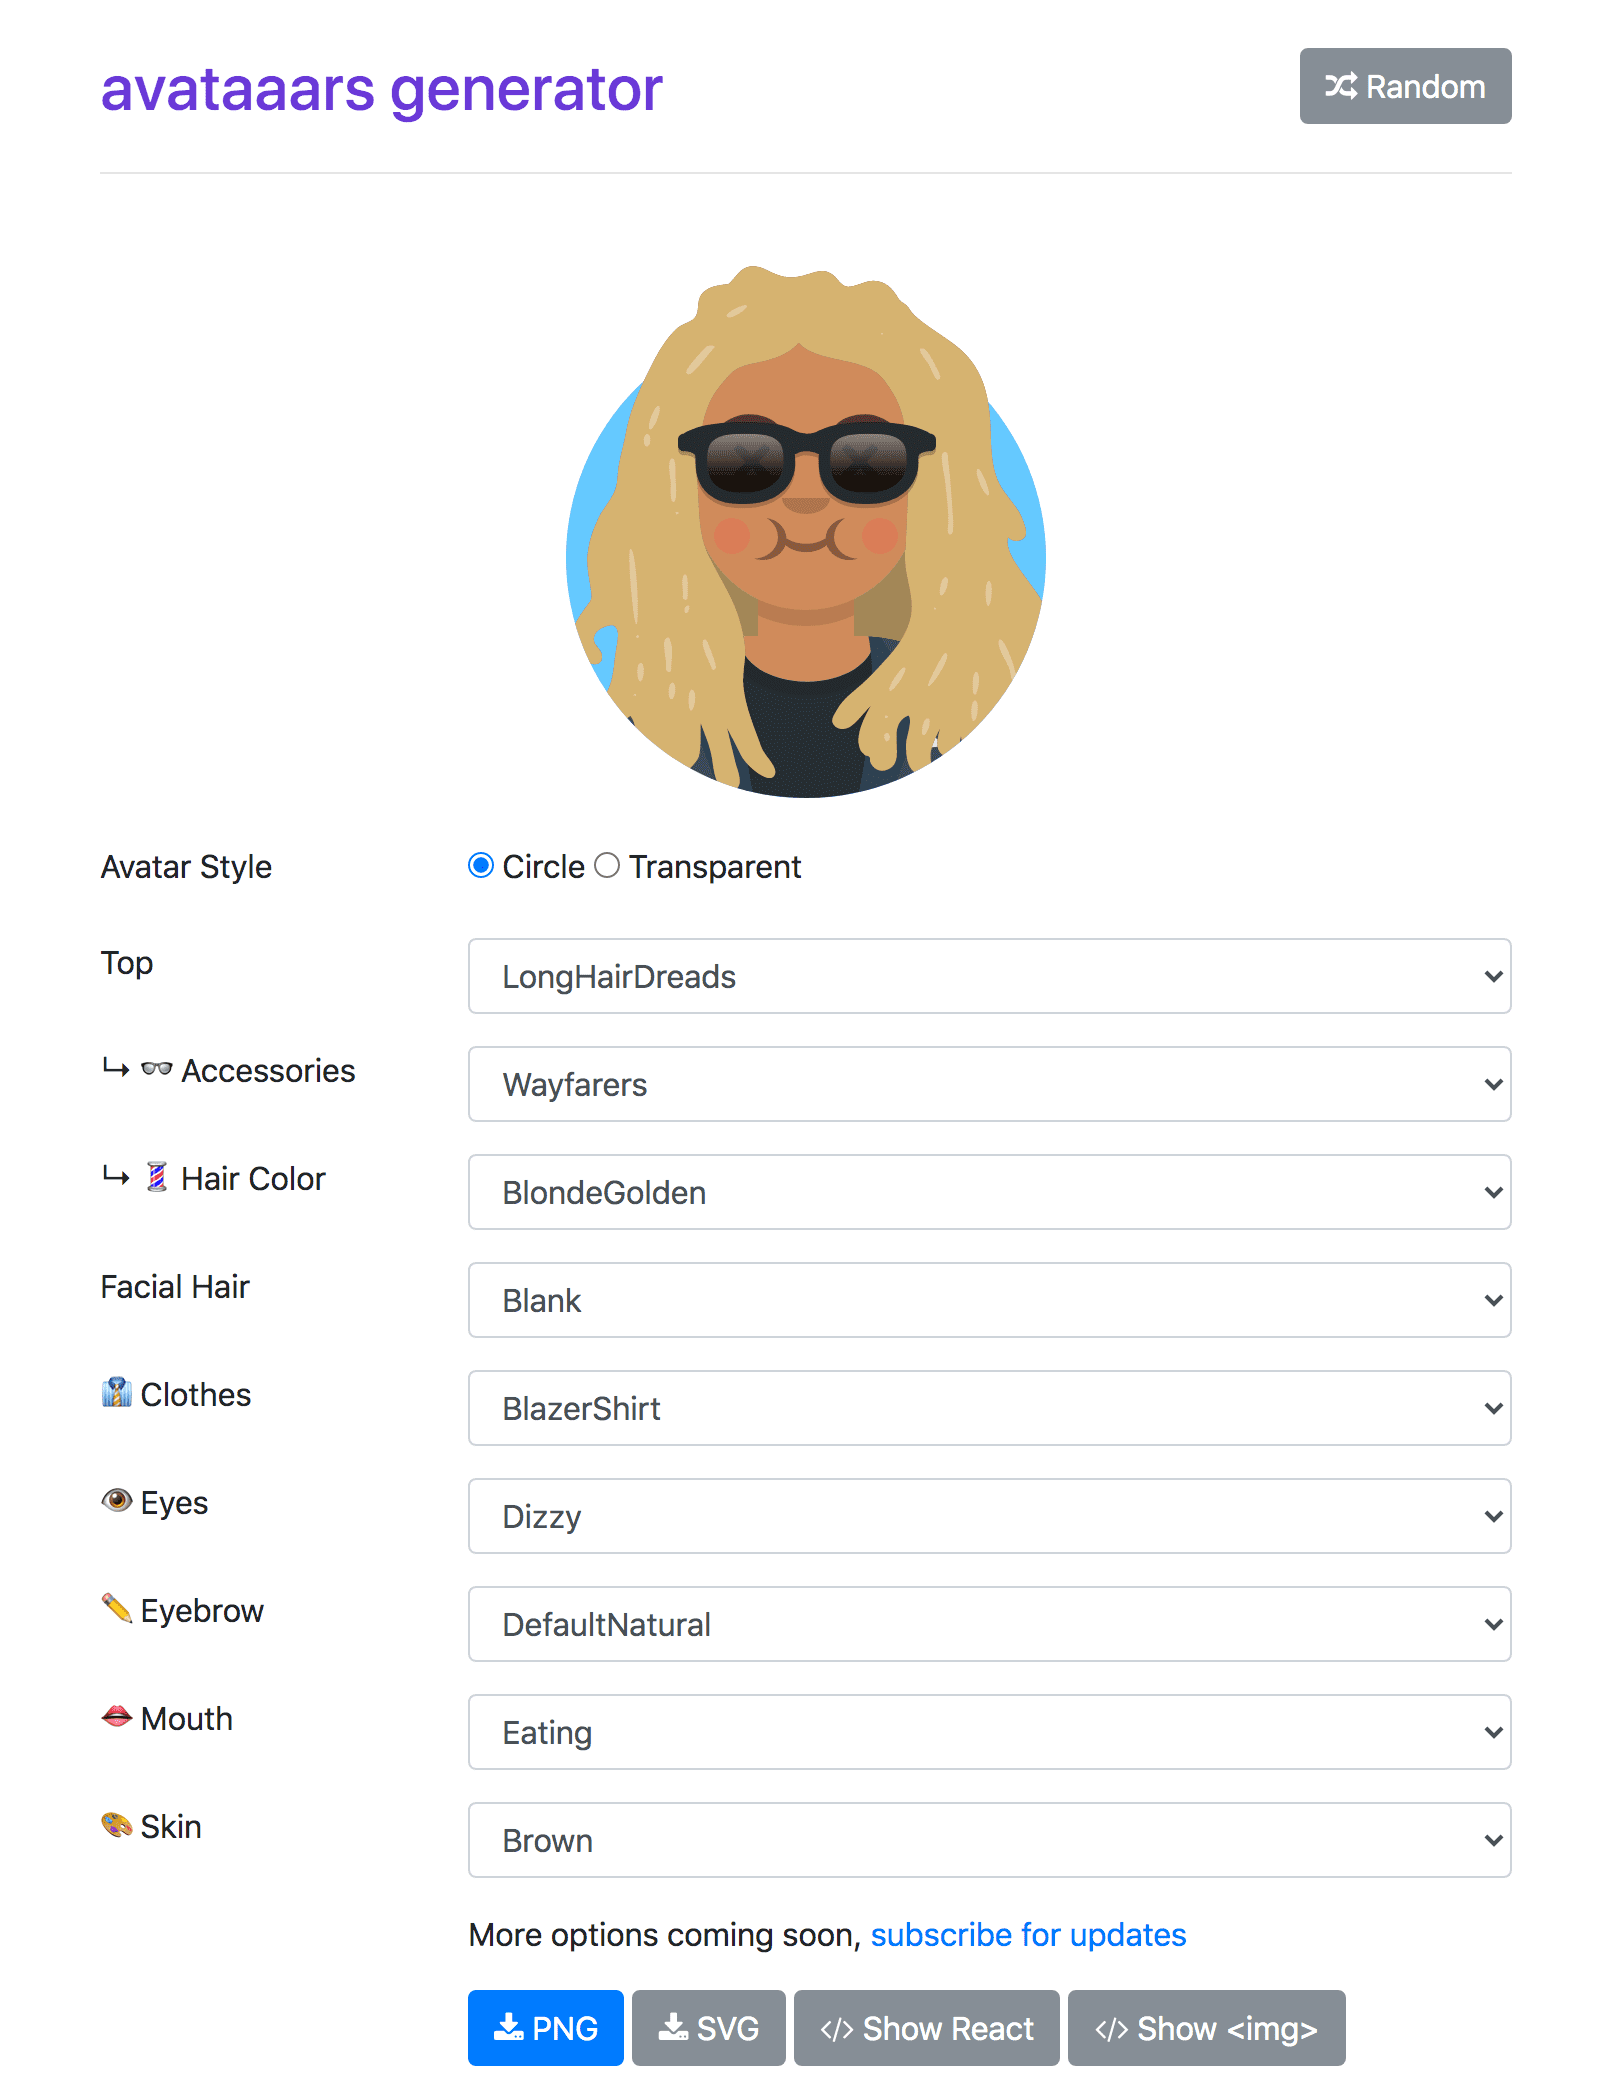 avataaars generator
Random
Avatar Style
Circle Transparent
Top
LongHairDreads
Accessories
Wayfarers
Hair Color
BlondeGolden
Facial Hair
Blank
Clothes
BlazerShirt
Eyes
Dizzy
Eyebrow
DefaultNatural
Mouth
Eating
Skin
Brown
More options coming soon, subscribe for updates
PNG SVG </> Show React </> Show <img>